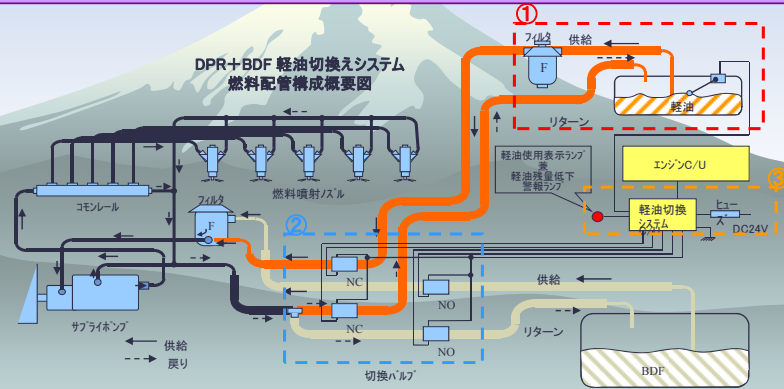 ①
フィルタ
供給
F
DPR+BDF 軽油切換えシステム
燃料配管構成概要図
軽油
リターン
軽油使用表示ランプ
兼
軽油残量低下
警報ランプ
エンジンC/U
③
燃料噴射ノズル
コモンレール
フィルタ
F
②
軽油切換
システム
ヒュー
ズ
DC24V
NC
NO
供給
NC
NO
リターン
サプライポンプ
供給
戻り
切換バルブ
BDF